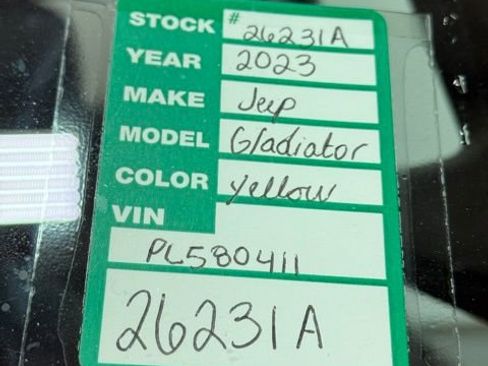 STOCK # 26231A
YEAR 2023
MAKE Jeep
MODEL Gladiator
COLOR yellow
VIN
PL580411
26231A